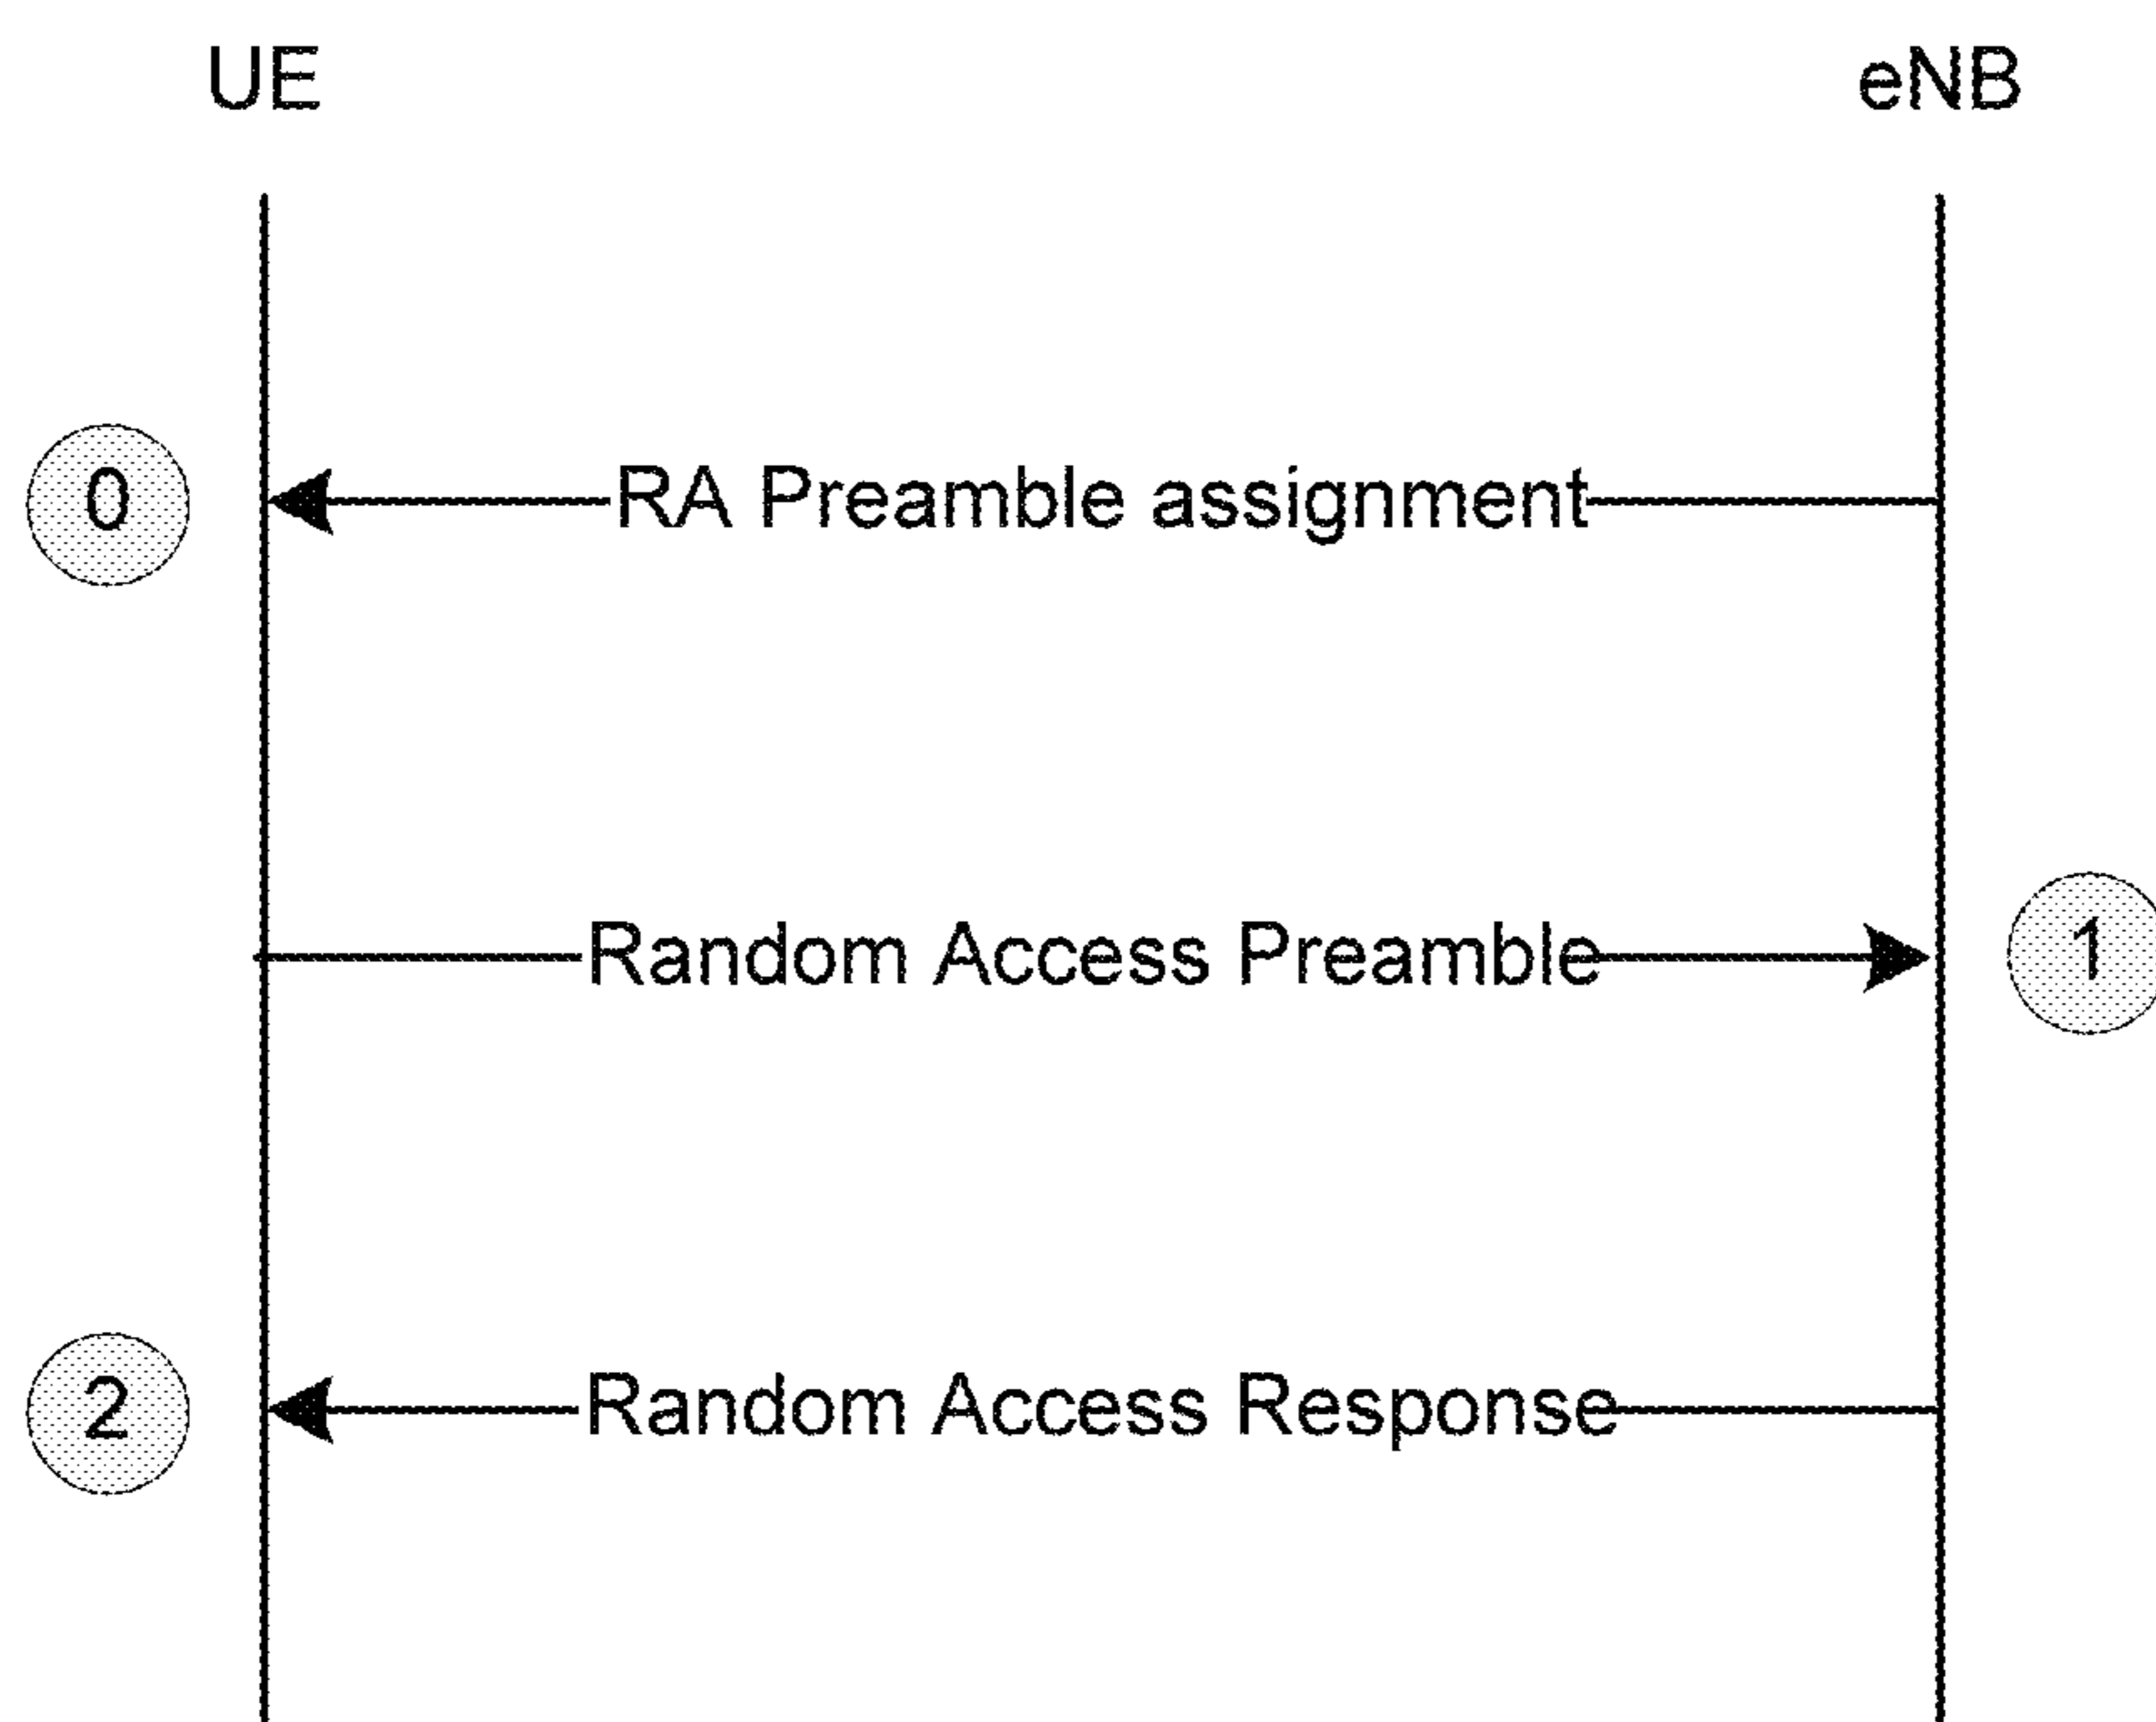 UE
eNB
0
RA Preamble assignment
Random Access Preamble
1
2
Random Access Response